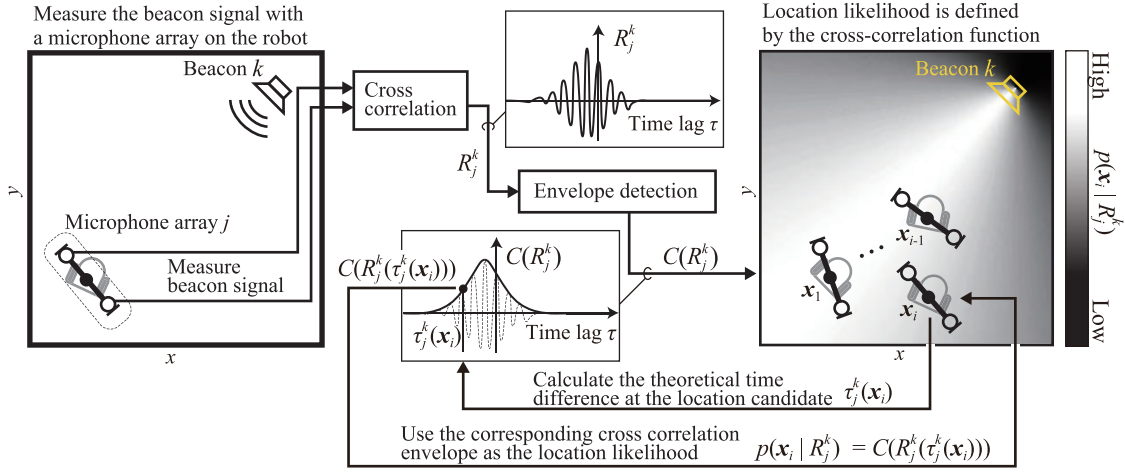 Measure the beacon signal with
a microphone array on the robot
Beacon k
Microphone array j
Measure
beacon signal
y
x
Cross
correlation
R_j^k
R_j^k
Time lag τ
Envelope detection
C(R_j^k(τ_j^k(x_i)))
C(R_j^k)
τ_j^k(x_i)
Time lag τ
C(R_j^k)
Location likelihood is defined
by the cross-correlation function
Beacon k
y
x
x_1
x_{i-1}
x_i
High
p(x_i | R_j^k)
Low
Calculate the theoretical time
difference at the location candidate τ_j^k(x_i)
Use the corresponding cross correlation
envelope as the location likelihood p(x_i | R_j^k) = C(R_j^k(τ_j^k(x_i)))